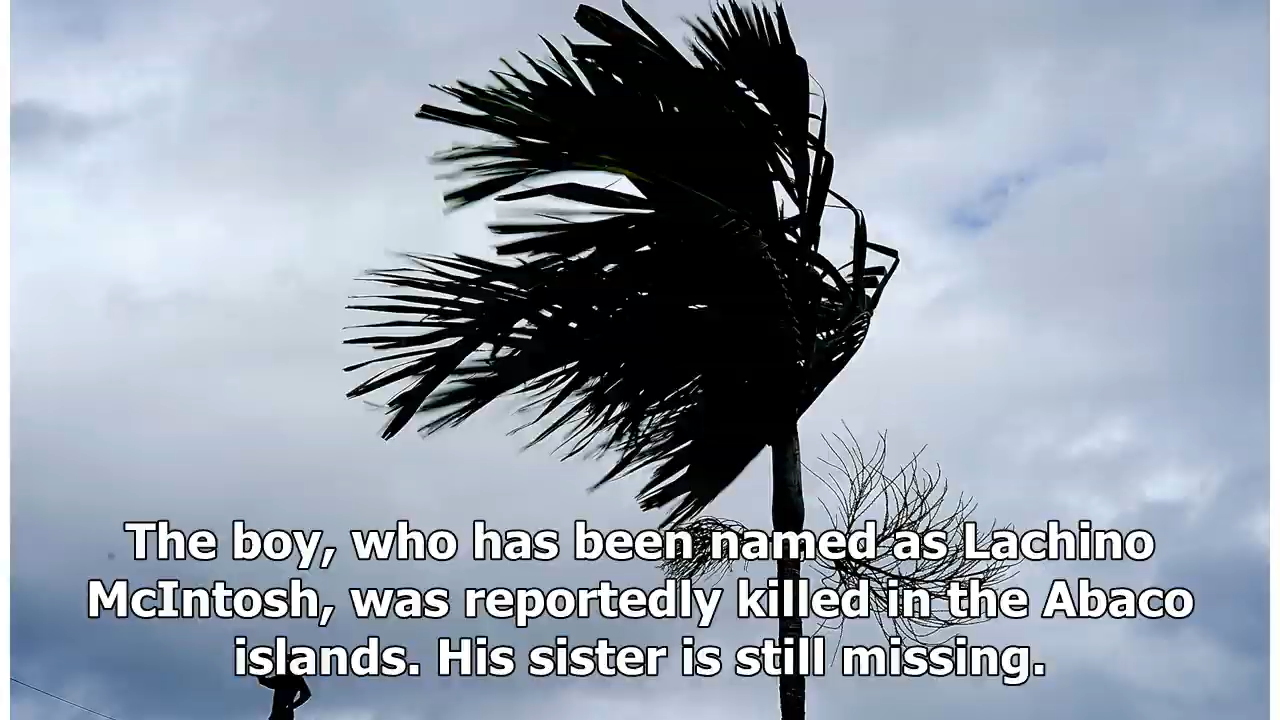 The boy, who has been named as Lachino
McIntosh, was reportedly killed in the Abaco
islands. His sister is still missing.